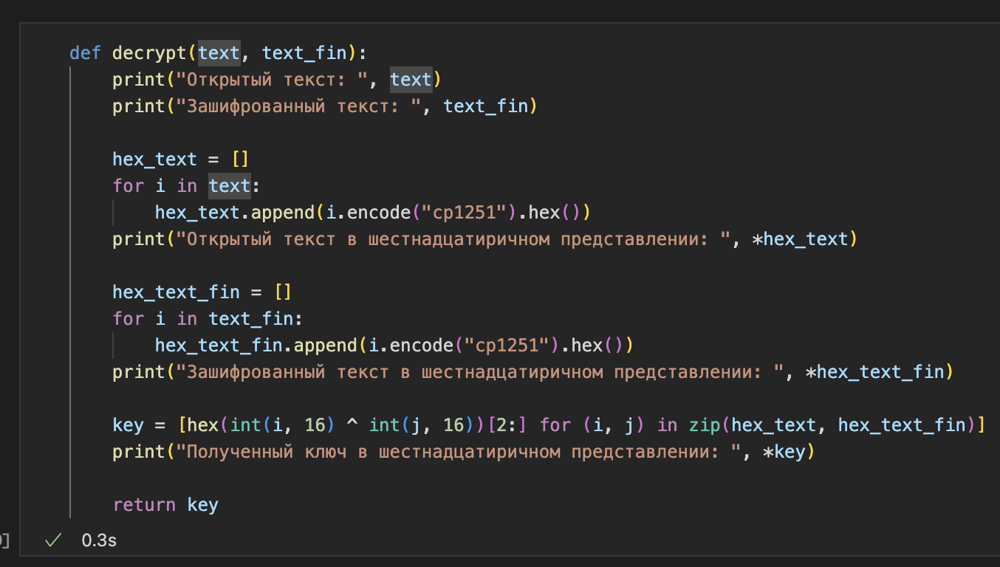 def decrypt(text, text_fin):
    print("Открытый текст: ", text)
    print("Зашифрованный текст: ", text_fin)

    hex_text = []
    for i in text:
        hex_text.append(i.encode("cp1251").hex())
    print("Открытый текст в шестнадцатиричном представлении: ", *hex_text)

    hex_text_fin = []
    for i in text_fin:
        hex_text_fin.append(i.encode("cp1251").hex())
    print("Зашифрованный текст в шестнадцатиричном представлении: ", *hex_text_fin)

    key = [hex(int(i, 16) ^ int(j, 16))[2:] for (i, j) in zip(hex_text, hex_text_fin)]
    print("Полученный ключ в шестнадцатиричном представлении: ", *key)

    return key
] ✓ 0.3s